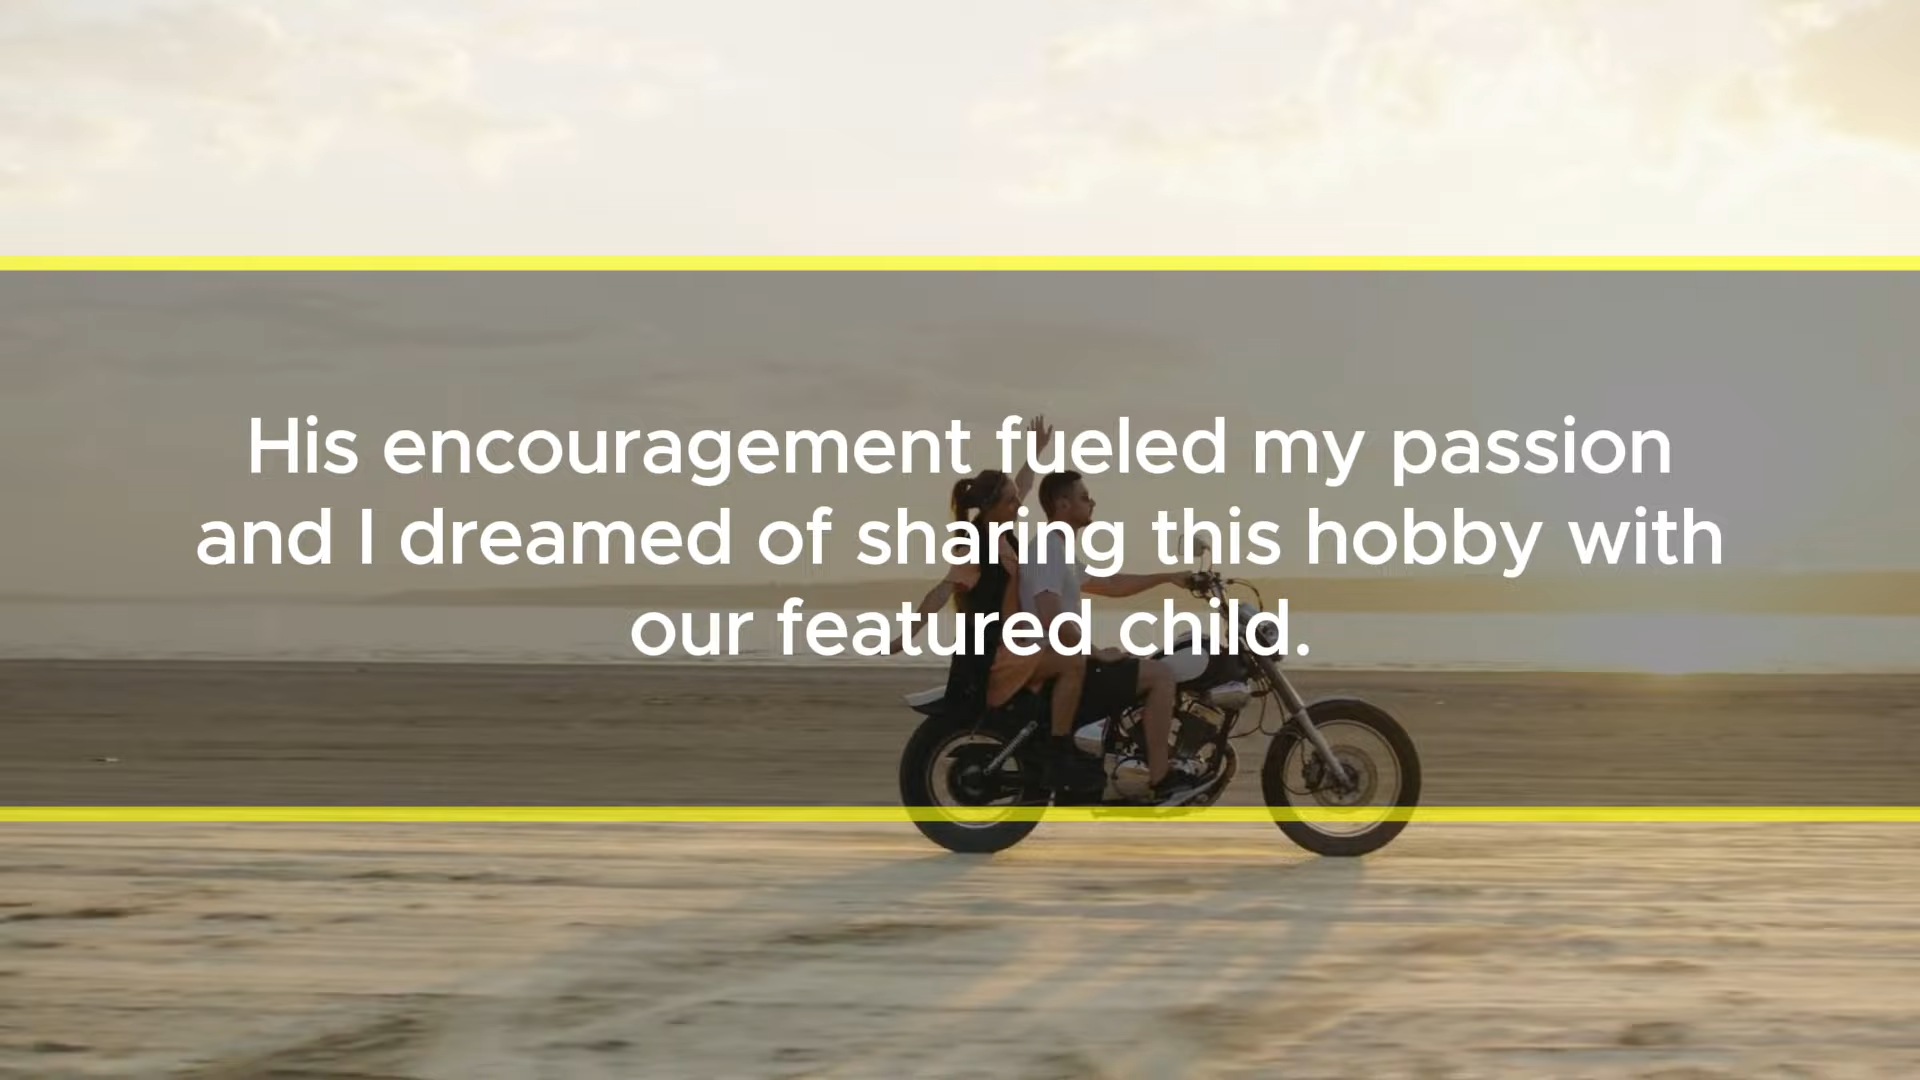 His encouragement fueled my passion
and I dreamed of sharing this hobby with
our featured child.